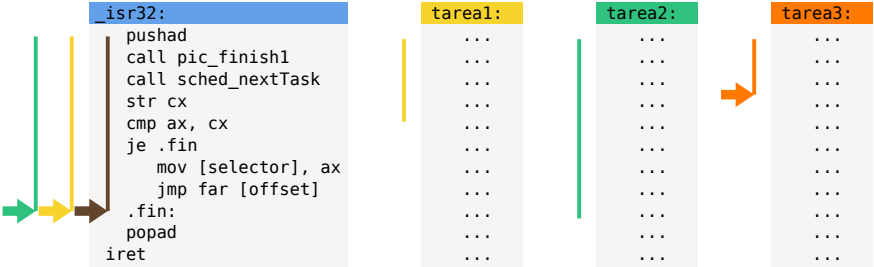 _isr32:
pushad
call pic_finish1
call sched_nextTask
str cx
cmp ax, cx
je .fin
mov [selector], ax
jmp far [offset]
.fin:
popad
iret
tarea1:
...
...
...
...
...
...
...
...
...
...
...
tarea2:
...
...
...
...
...
...
...
...
...
...
...
tarea3:
...
...
...
...
...
...
...
...
...
...
...